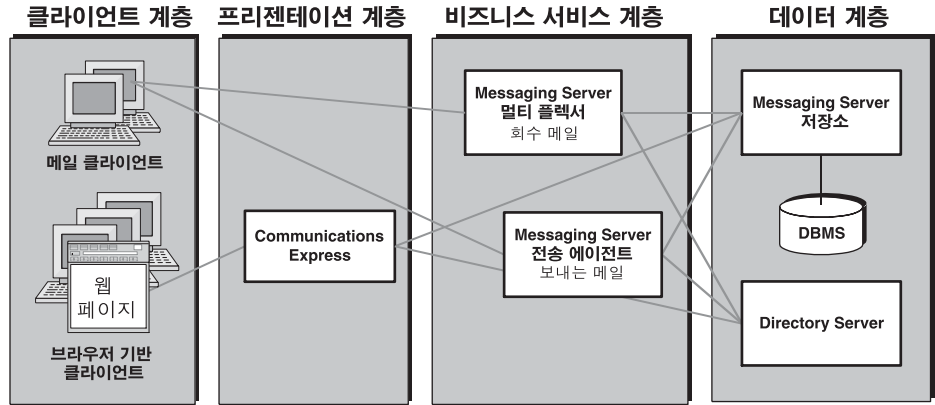 클라이언트 계층
프리젠테이션 계층
비즈니스 서비스 계층
데이터 계층
메일 클라이언트
웹
페이지
브라우저 기반
클라이언트
Communications
Express
Messaging Server
멀티 플렉서
회수 메일
Messaging Server
전송 에이전트
보내는 메일
Messaging Server
저장소
DBMS
Directory Server